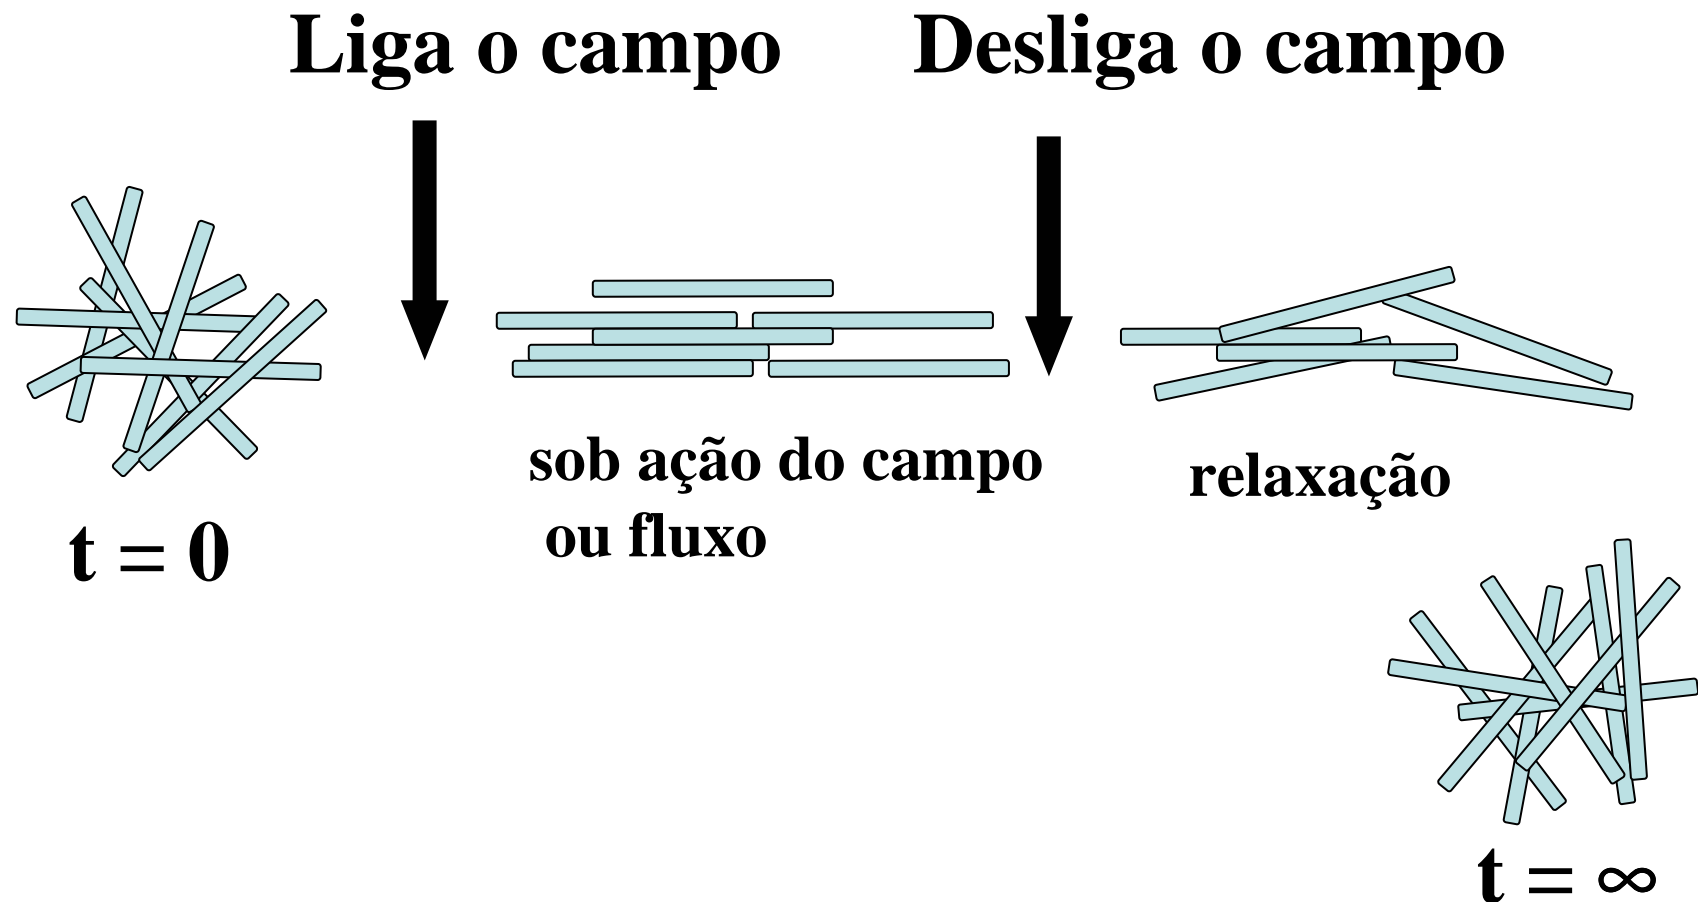 Liga o campo
Desliga o campo
sob ação do campo
ou fluxo
relaxação
t = 0
t = ∞